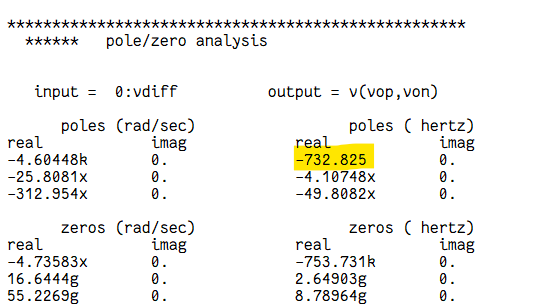 ***************************************************
****** pole/zero analysis
input = 0:vdiff output = v(vop,von)
poles (rad/sec) poles ( hertz)
real imag real imag
-4.60448k 0. -732.825 0.
-25.8081x 0. -4.10748x 0.
-312.954x 0. -49.8082x 0.
zeros (rad/sec) zeros ( hertz)
real imag real imag
-4.73583x 0. -753.731k 0.
16.6444g 0. 2.64903g 0.
55.2269g 0. 8.78964g 0.